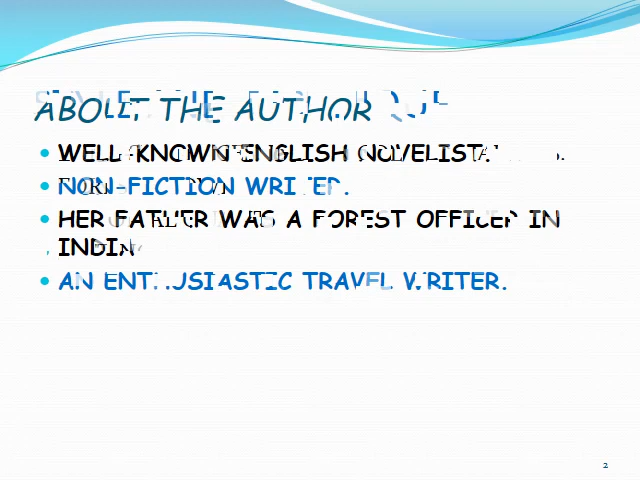 ABOUT THE AUTHOR
• WELL-KNOWN ENGLISH NOVELIST.
• NON-FICTION WRITER.
• HER FATHER WAS A FOREST OFFICER IN
INDIA
• AN ENTHUSIASTIC TRAVEL WRITER.
2